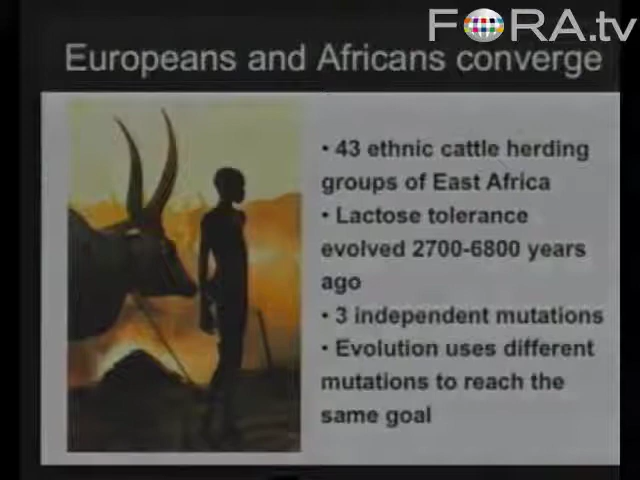 FORA.tv
Europeans and Africans converge
• 43 ethnic cattle herding
groups of East Africa
• Lactose tolerance
evolved 2700-6800 years
ago
• 3 independent mutations
• Evolution uses different
mutations to reach the
same goal